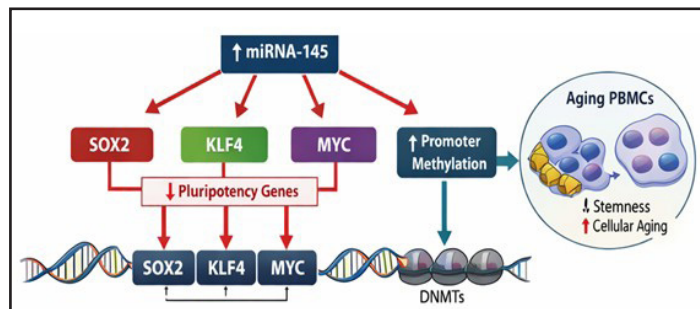 ↑ miRNA-145
SOX2
KLF4
MYC
↑ Promoter
Methylation
Aging PBMCs
↓ Pluripotency Genes
↓ Stemness
↑ Cellular Aging
SOX2
KLF4
MYC
DNMTs